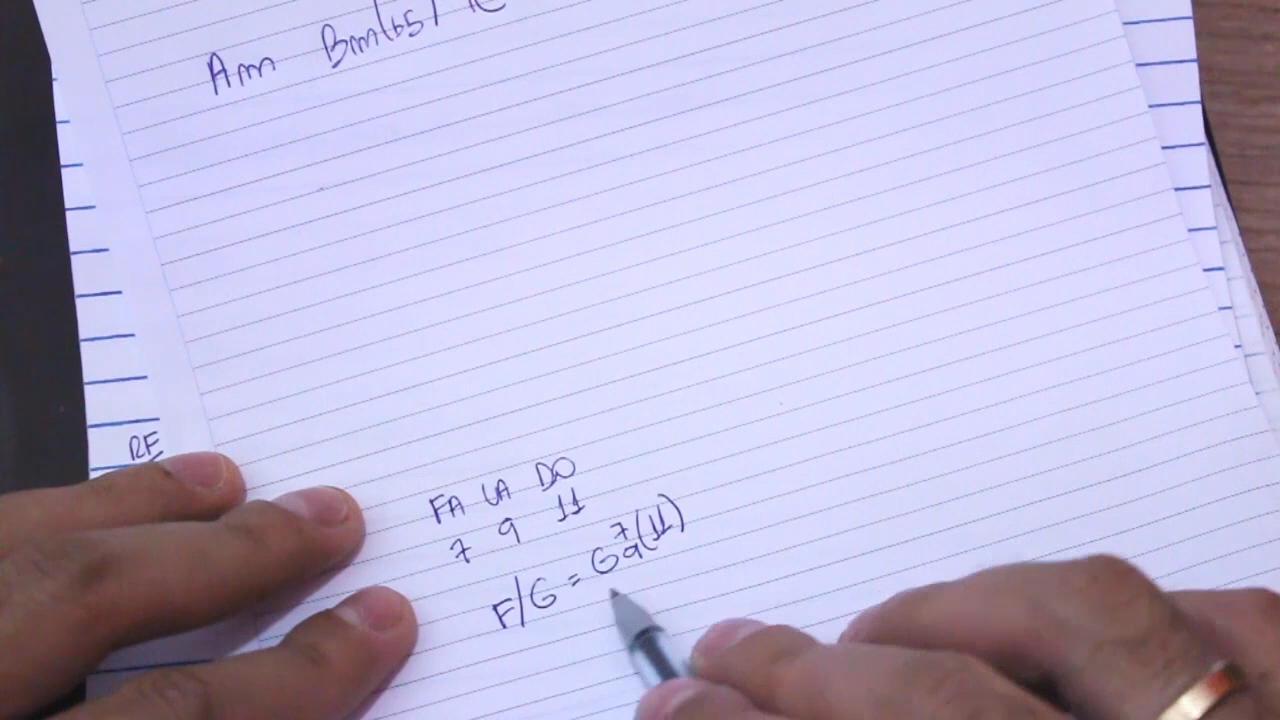 Am Bm(b5)
RE
FA LA DO
7 9 11
F/G = G7 9(11)